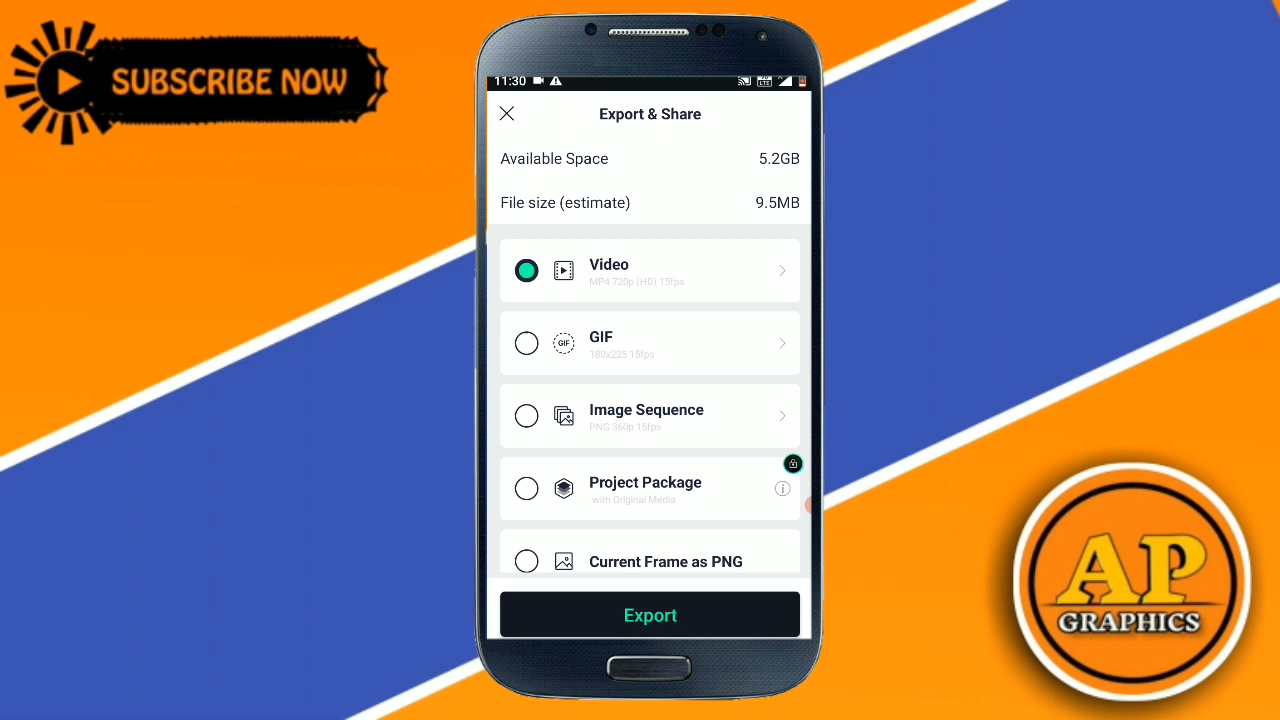 SUBSCRIBE NOW
11:30
LTE
Export & Share
Available Space 5.2GB
File size (estimate) 9.5MB
Video
MP4 720p (HD) 15fps
GIF
GIF
180x225 15fps
Image Sequence
PNG 360p 15fps
Project Package
with Original Media
Current Frame as PNG
Export
AP
GRAPHICS